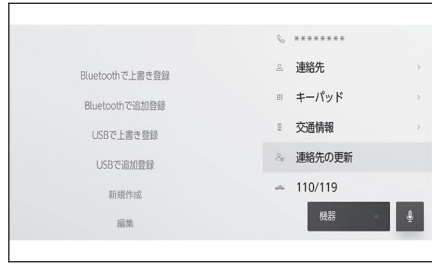 Bluetoothで上書き登録
Bluetoothで追加登録
USBで上書き登録
USBで追加登録
新規作成
編集
********
連絡先
キーパッド
交通情報
連絡先の更新
110/119
機器